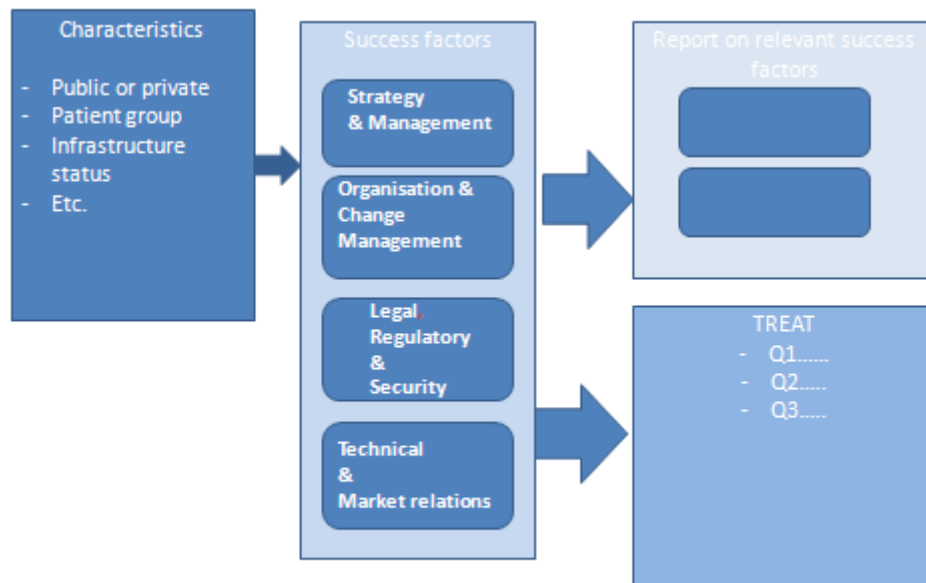 Characteristics
- Public or private
- Patient group
- Infrastructure
status
- Etc.
Success factors
Strategy
& Management
Organisation &
Change
Management
Legal,
Regulatory
&
Security
Technical
&
Market relations
Report on relevant success
factors
TREAT
- Q1......
- Q2.....
- Q3.....